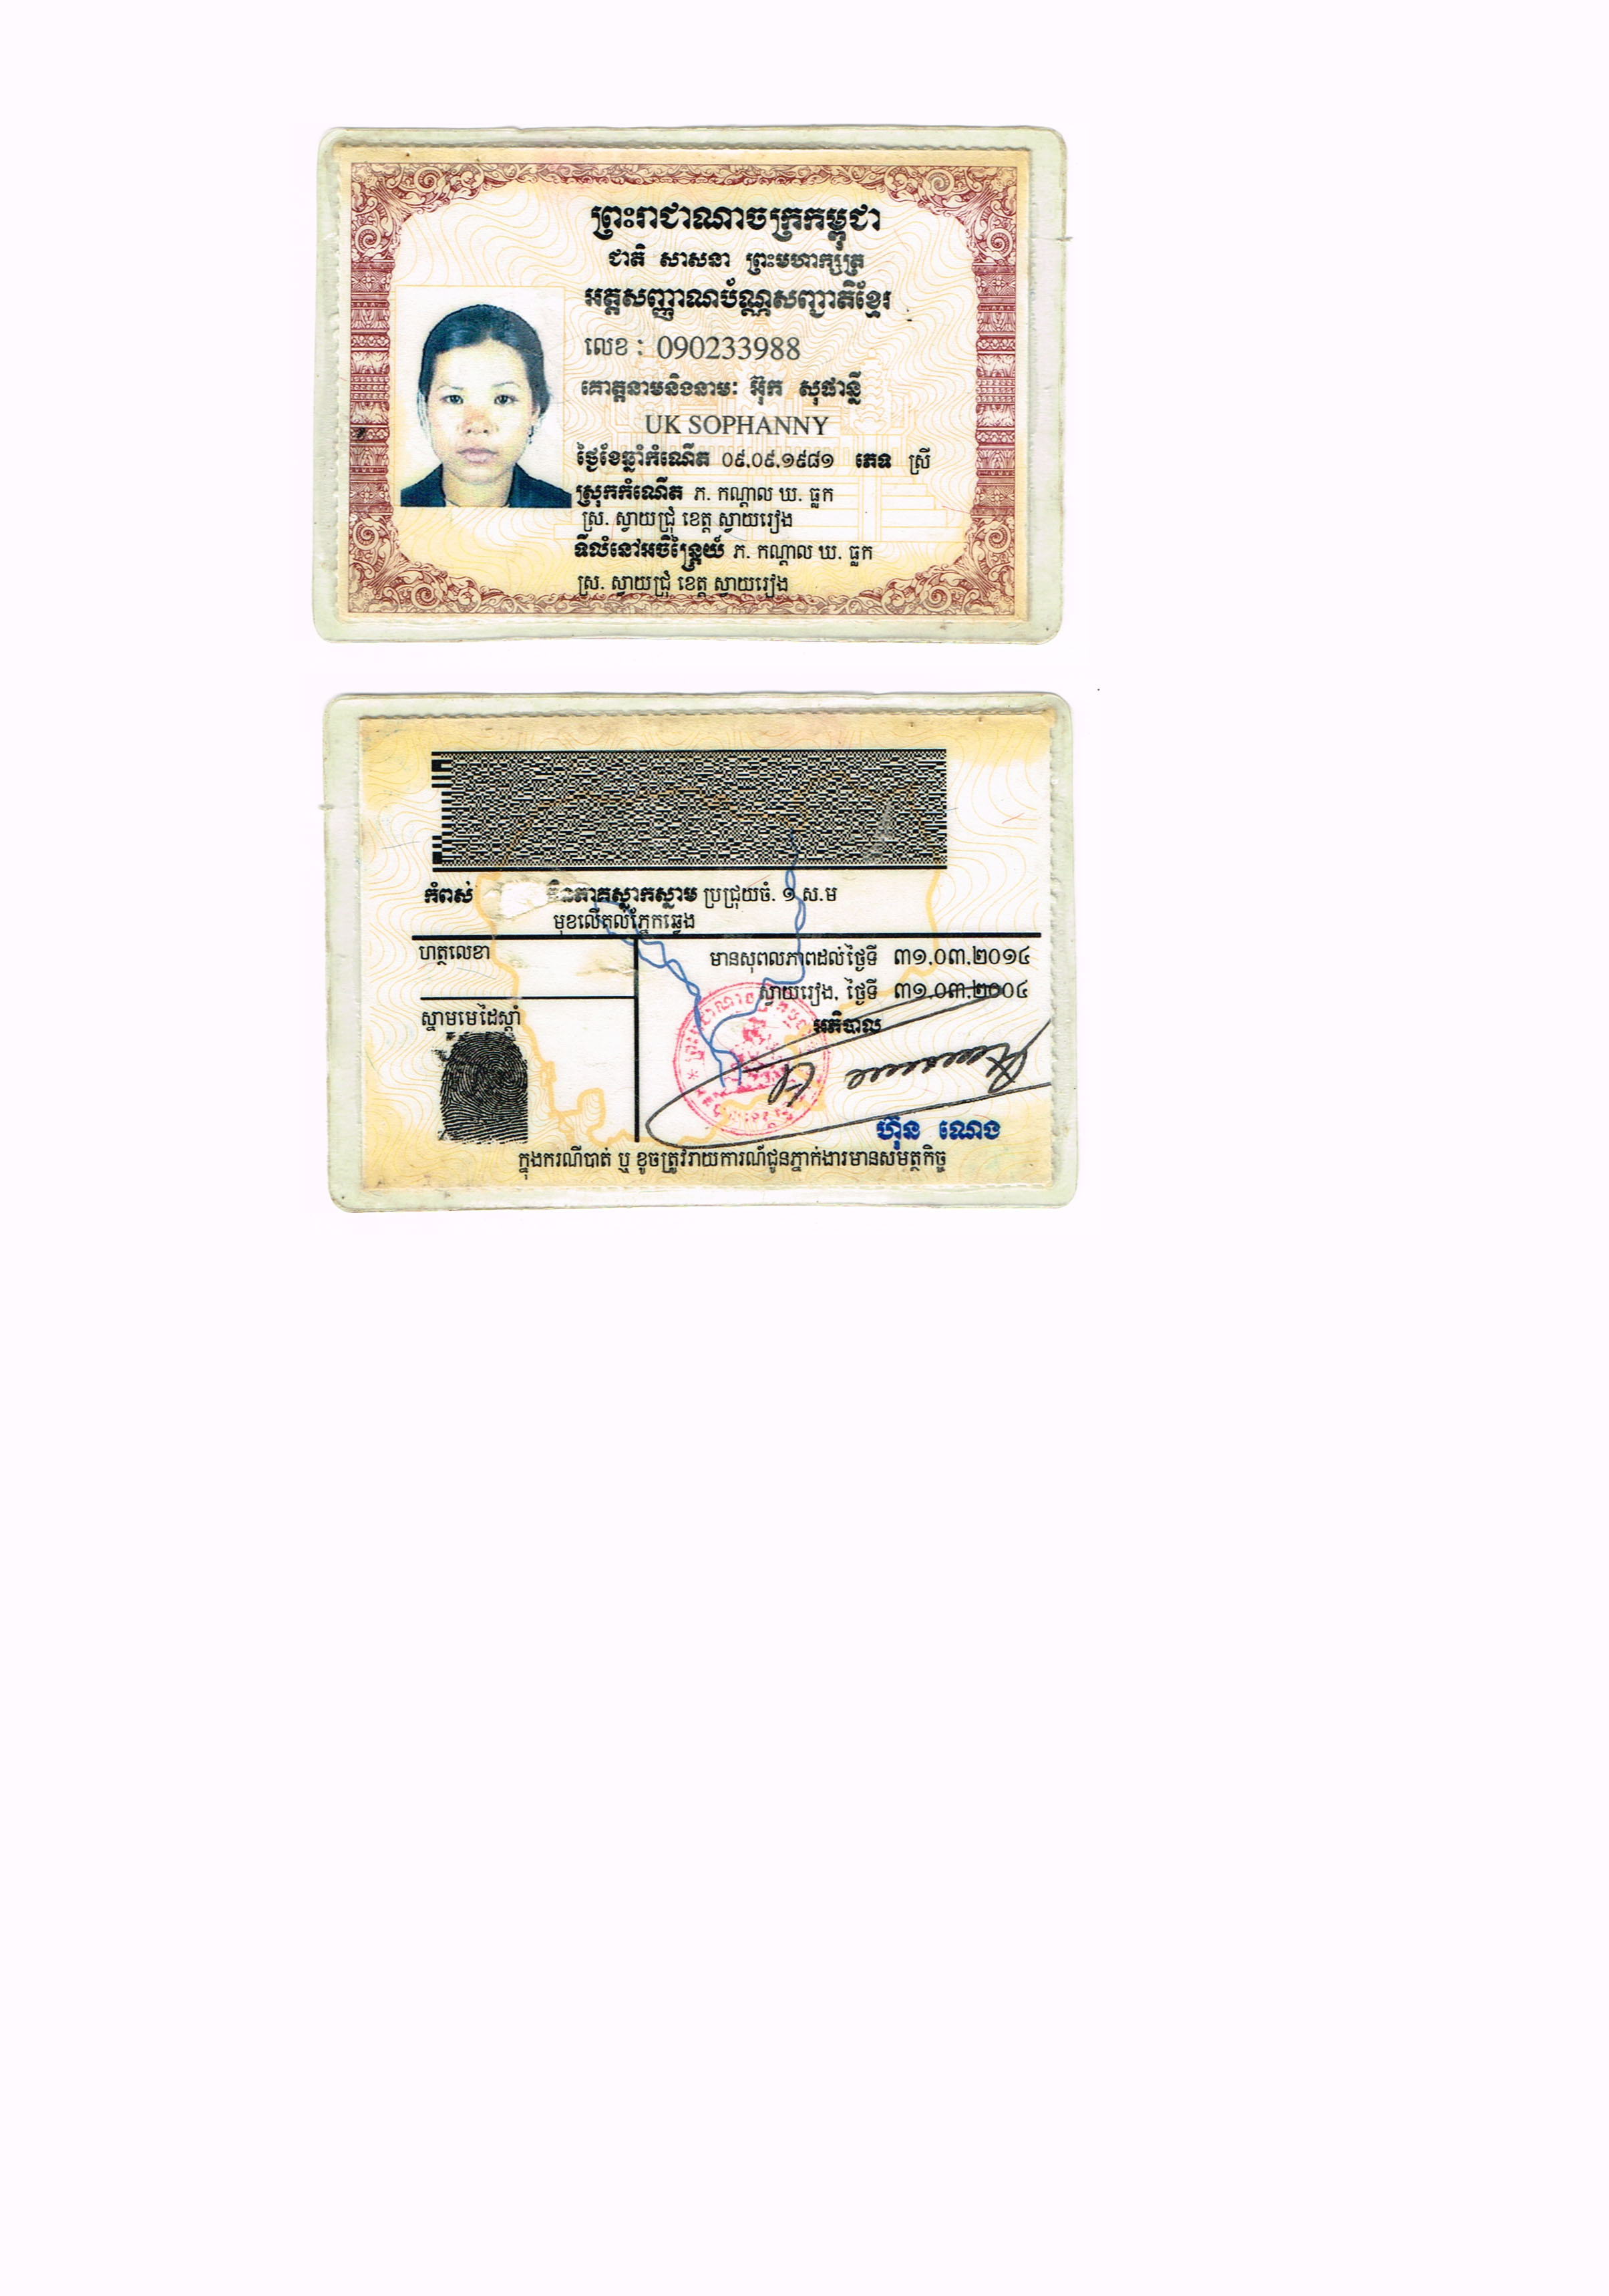 ព្រះរាជាណាចក្រកម្ពុជា
ជាតិ សាសនា ព្រះមហាក្សត្រ
អត្តសញ្ញាណប័ណ្ណសញ្ជាតិខ្មែរ
លេខ : 090233988
គោត្តនាមនិងនាម: អ៊ុក សុផាន្នី
UK SOPHANNY
ថ្ងៃខែឆ្នាំកំណើត ០៩.០៩.១៩៨១ ភេទ ស្រី
ស្រុកកំណើត ភ. កណ្តាល ឃ. ធ្លក
ស្រ. ស្វាយជ្រុំ ខេត្ត ស្វាយរៀង
ទីលំនៅអចិន្ត្រៃយ៍ ភ. កណ្តាល ឃ. ធ្លក
ស្រ. ស្វាយជ្រុំ ខេត្ត ស្វាយរៀង
កំពស់ ភិនភាគស្លាកស្នាម ប្រជ្រុយចំ. ១ ស.ម
មុខលើតុលភ្នែកឆ្វេង
ហត្ថលេខា
មានសុពលភាពដល់ថ្ងៃទី ៣១.០៣.២០១៤
ស្វាយរៀង, ថ្ងៃទី ៣១.០៣.២០០៤
ស្នាមមេដៃស្តាំ
អភិបាល
ហ៊ុន ណេង
ក្នុងករណីបាត់ ឬ ខូចត្រូវរាយការណ៍ជូនភ្នាក់ងារមានសមត្ថកិច្ច